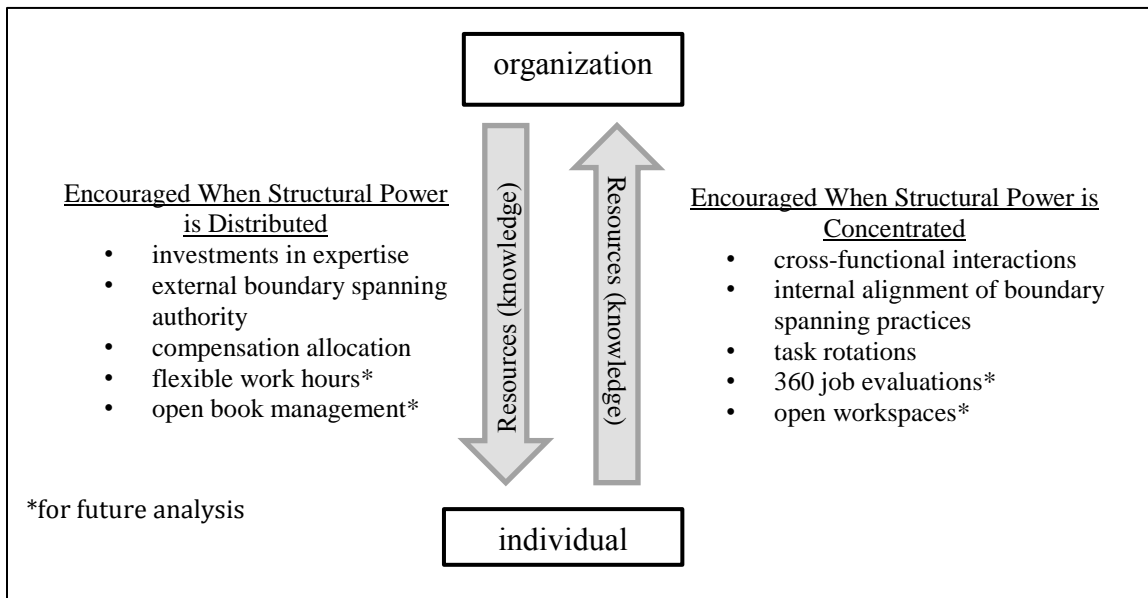 organization
Encouraged When Structural Power
is Distributed
• investments in expertise
• external boundary spanning
authority
• compensation allocation
• flexible work hours*
• open book management*
Resources (knowledge)
Resources (knowledge)
Encouraged When Structural Power is
Concentrated
• cross-functional interactions
• internal alignment of boundary
spanning practices
• task rotations
• 360 job evaluations*
• open workspaces*
*for future analysis
individual